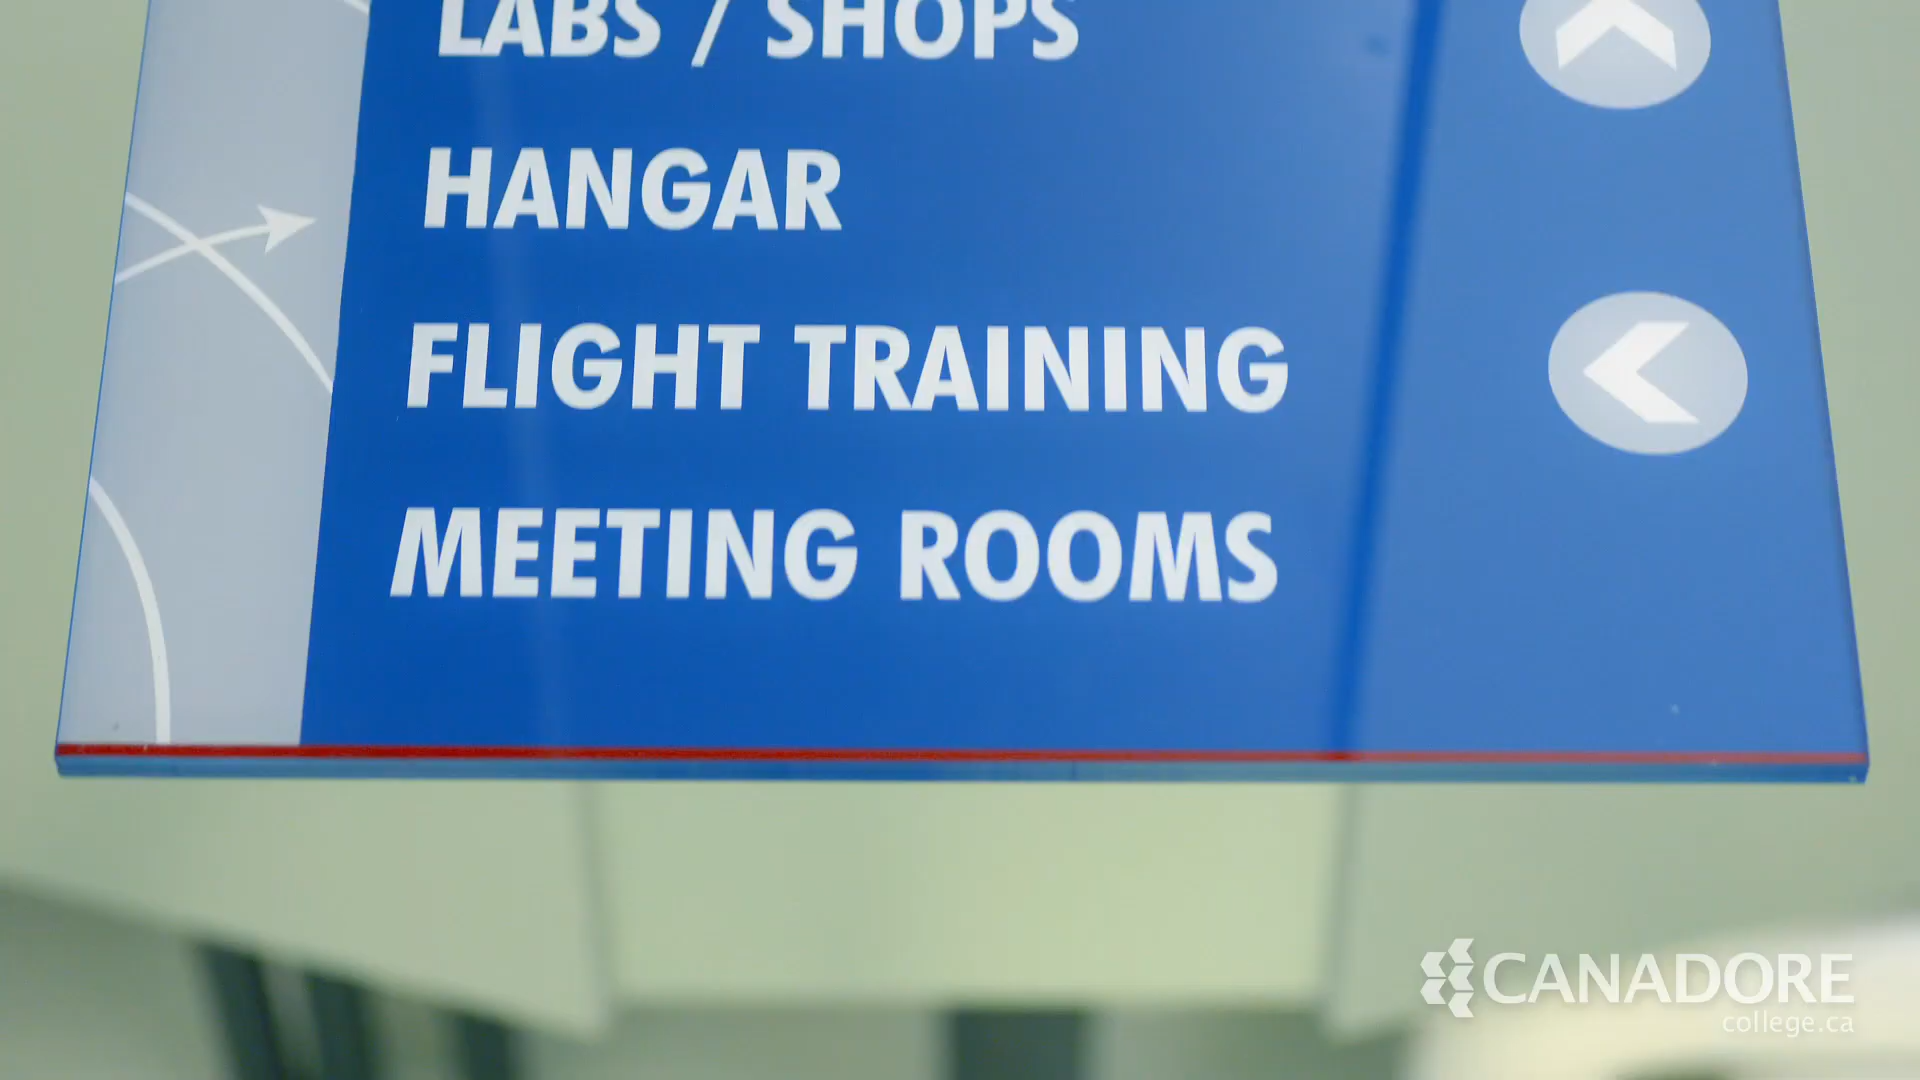 LABS / SHOPS
HANGAR
FLIGHT TRAINING
MEETING ROOMS
CANADORE
college.ca